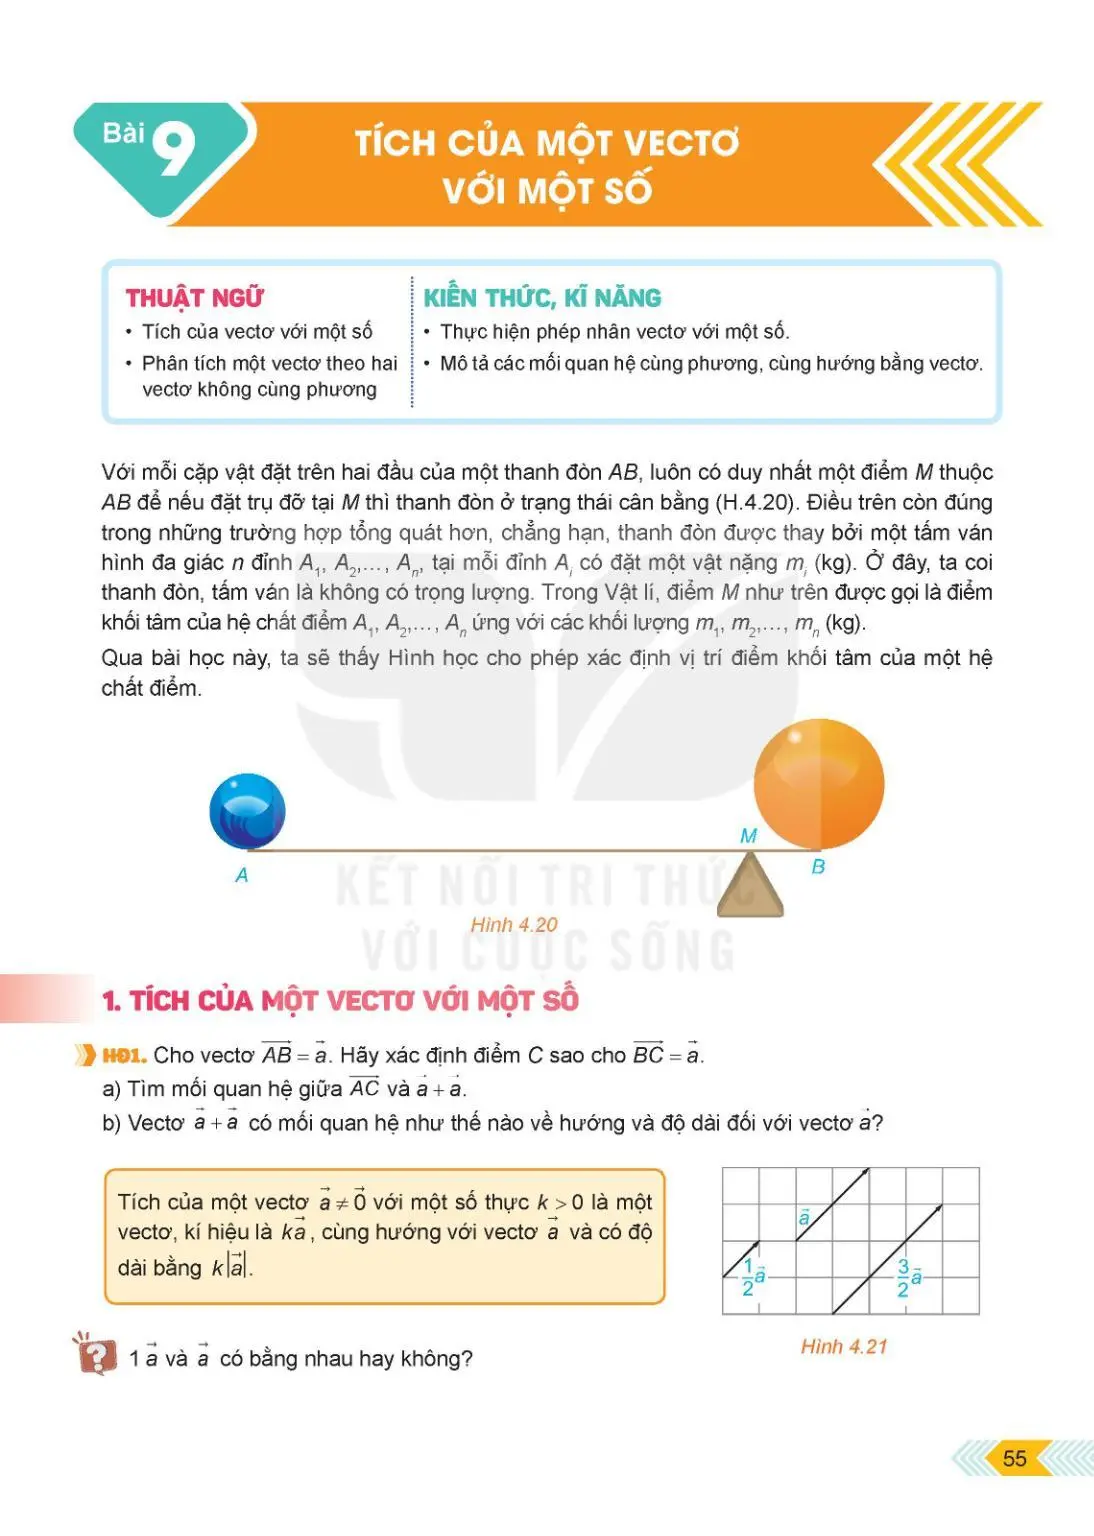 Bài 9
TÍCH CỦA MỘT VECTƠ
VỚI MỘT SỐ
THUẬT NGỮ
• Tích của vectơ với một số
• Phân tích một vectơ theo hai
vectơ không cùng phương
KIẾN THỨC, KĨ NĂNG
• Thực hiện phép nhân vectơ với một số.
• Mô tả các mối quan hệ cùng phương, cùng hướng bằng vectơ.
Với mỗi cặp vật đặt trên hai đầu của một thanh đòn AB, luôn có duy nhất một điểm M thuộc
AB để nếu đặt trụ đỡ tại M thì thanh đòn ở trạng thái cân bằng (H.4.20). Điều trên còn đúng
trong những trường hợp tổng quát hơn, chẳng hạn, thanh đòn được thay bởi một tấm ván
hình đa giác n đỉnh A₁, A₂,..., Aₙ, tại mỗi đỉnh Aᵢ có đặt một vật nặng mᵢ (kg). Ở đây, ta coi
thanh đòn, tấm ván là không có trọng lượng. Trong Vật lí, điểm M như trên được gọi là điểm
khối tâm của hệ chất điểm A₁, A₂,..., Aₙ ứng với các khối lượng m₁, m₂,..., mₙ (kg).
Qua bài học này, ta sẽ thấy Hình học cho phép xác định vị trí điểm khối tâm của một hệ
chất điểm.
M
A
B
KẾT NỐI TRI THỨC
Hình 4.20
VỚI CUỘC SỐNG
1. TÍCH CỦA MỘT VECTƠ VỚI MỘT SỐ
HĐ1. Cho vectơ AB⃗ = a⃗. Hãy xác định điểm C sao cho BC⃗ = a⃗.
a) Tìm mối quan hệ giữa AC⃗ và a⃗ + a⃗.
b) Vectơ a⃗ + a⃗ có mối quan hệ như thế nào về hướng và độ dài đối với vectơ a⃗?
Tích của một vectơ a⃗ ≠ 0⃗ với một số thực k > 0 là một
vectơ, kí hiệu là ka⃗, cùng hướng với vectơ a⃗ và có độ
dài bằng k|a⃗|.
a⃗
1/2 a⃗
3/2 a⃗
Hình 4.21
? 1a⃗ và a⃗ có bằng nhau hay không?
55